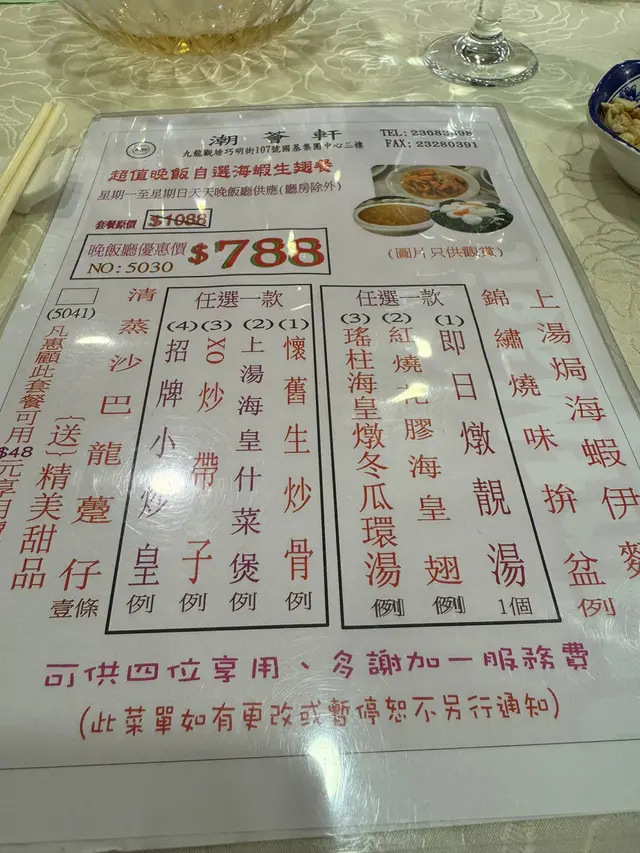 潮薈軒
九龍觀塘巧明街107號國基集團中心三樓
TEL:
FAX: 23280391
超值晚飯自選海蝦生翅餐
星期一至星期日天天晚飯廳供應(廳房除外)
套餐原價 $1088
晚飯廳優惠價 $788
NO: 5030
(圖片只供觀賞)
上湯焗海蝦伊麵
錦繡燒味拚盆 例
任選一款
(1) 即日燉靚湯 1個
(2) 紅燒花膠海皇翅 例
(3) 瑤柱海皇燉冬瓜環湯 例
任選一款
(1) 懷舊生炒骨 例
(2) 上湯海皇什菜煲 例
(3) XO炒帶子 例
(4) 招牌小炒皇 例
清蒸沙巴龍躉仔 壹條
{送}精美甜品
(5041)
凡惠顧此套餐可用
$48元享用
可供四位享用、多謝加一服務費
(此菜單如有更改或暫停恕不另行通知)